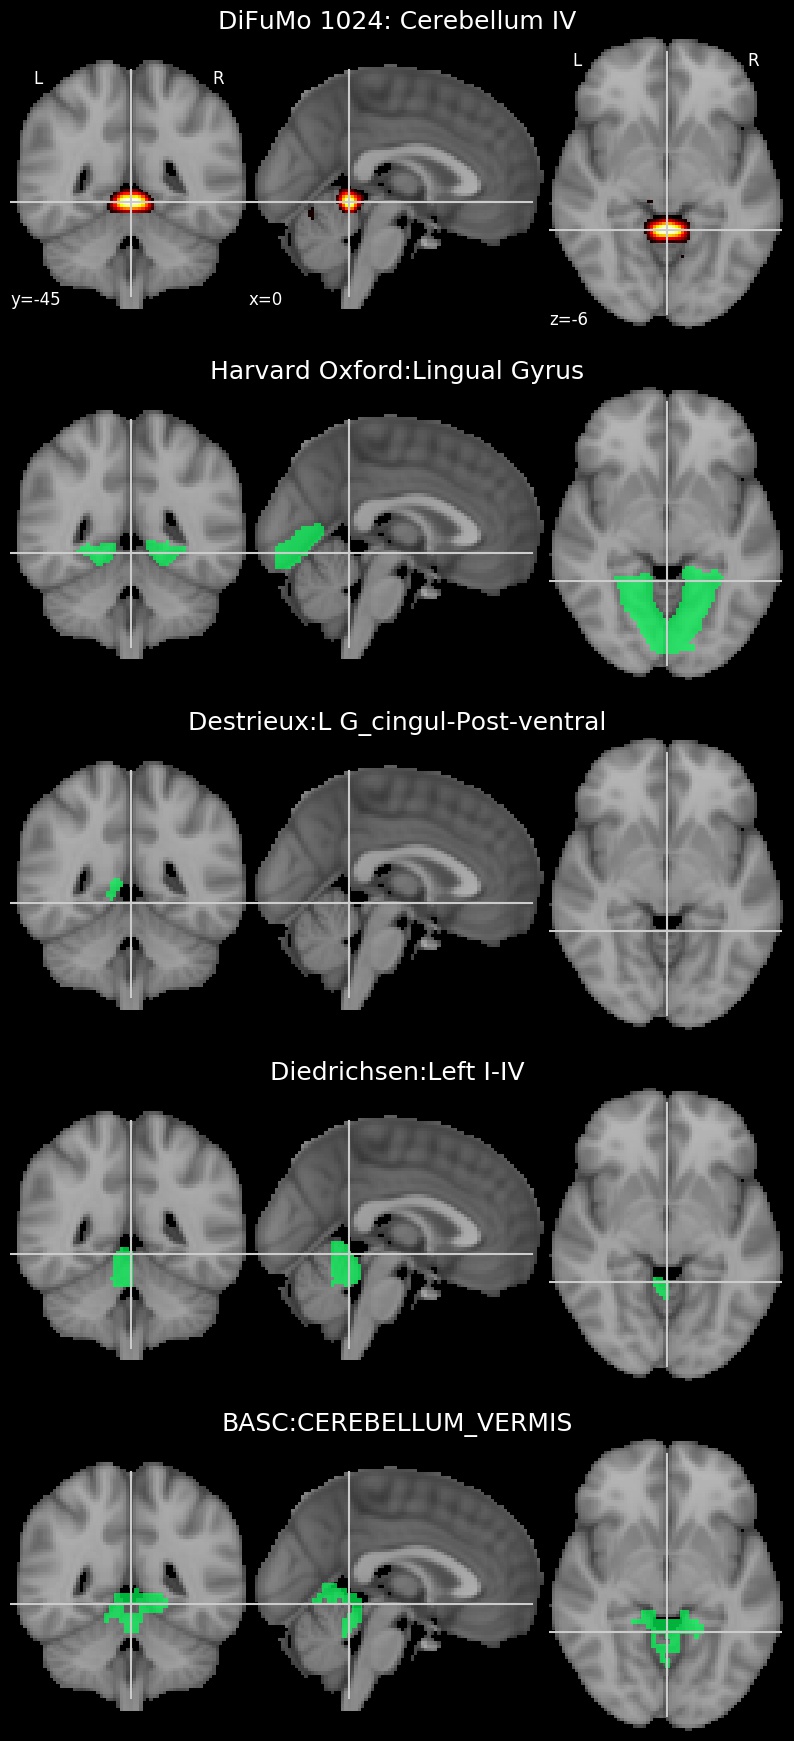 DiFuMo 1024: Cerebellum IV
L R L R
y=-45 x=0 z=-6
Harvard Oxford:Lingual Gyrus
Destrieux:L G_cingul-Post-ventral
Diedrichsen:Left I-IV
BASC:CEREBELLUM_VERMIS